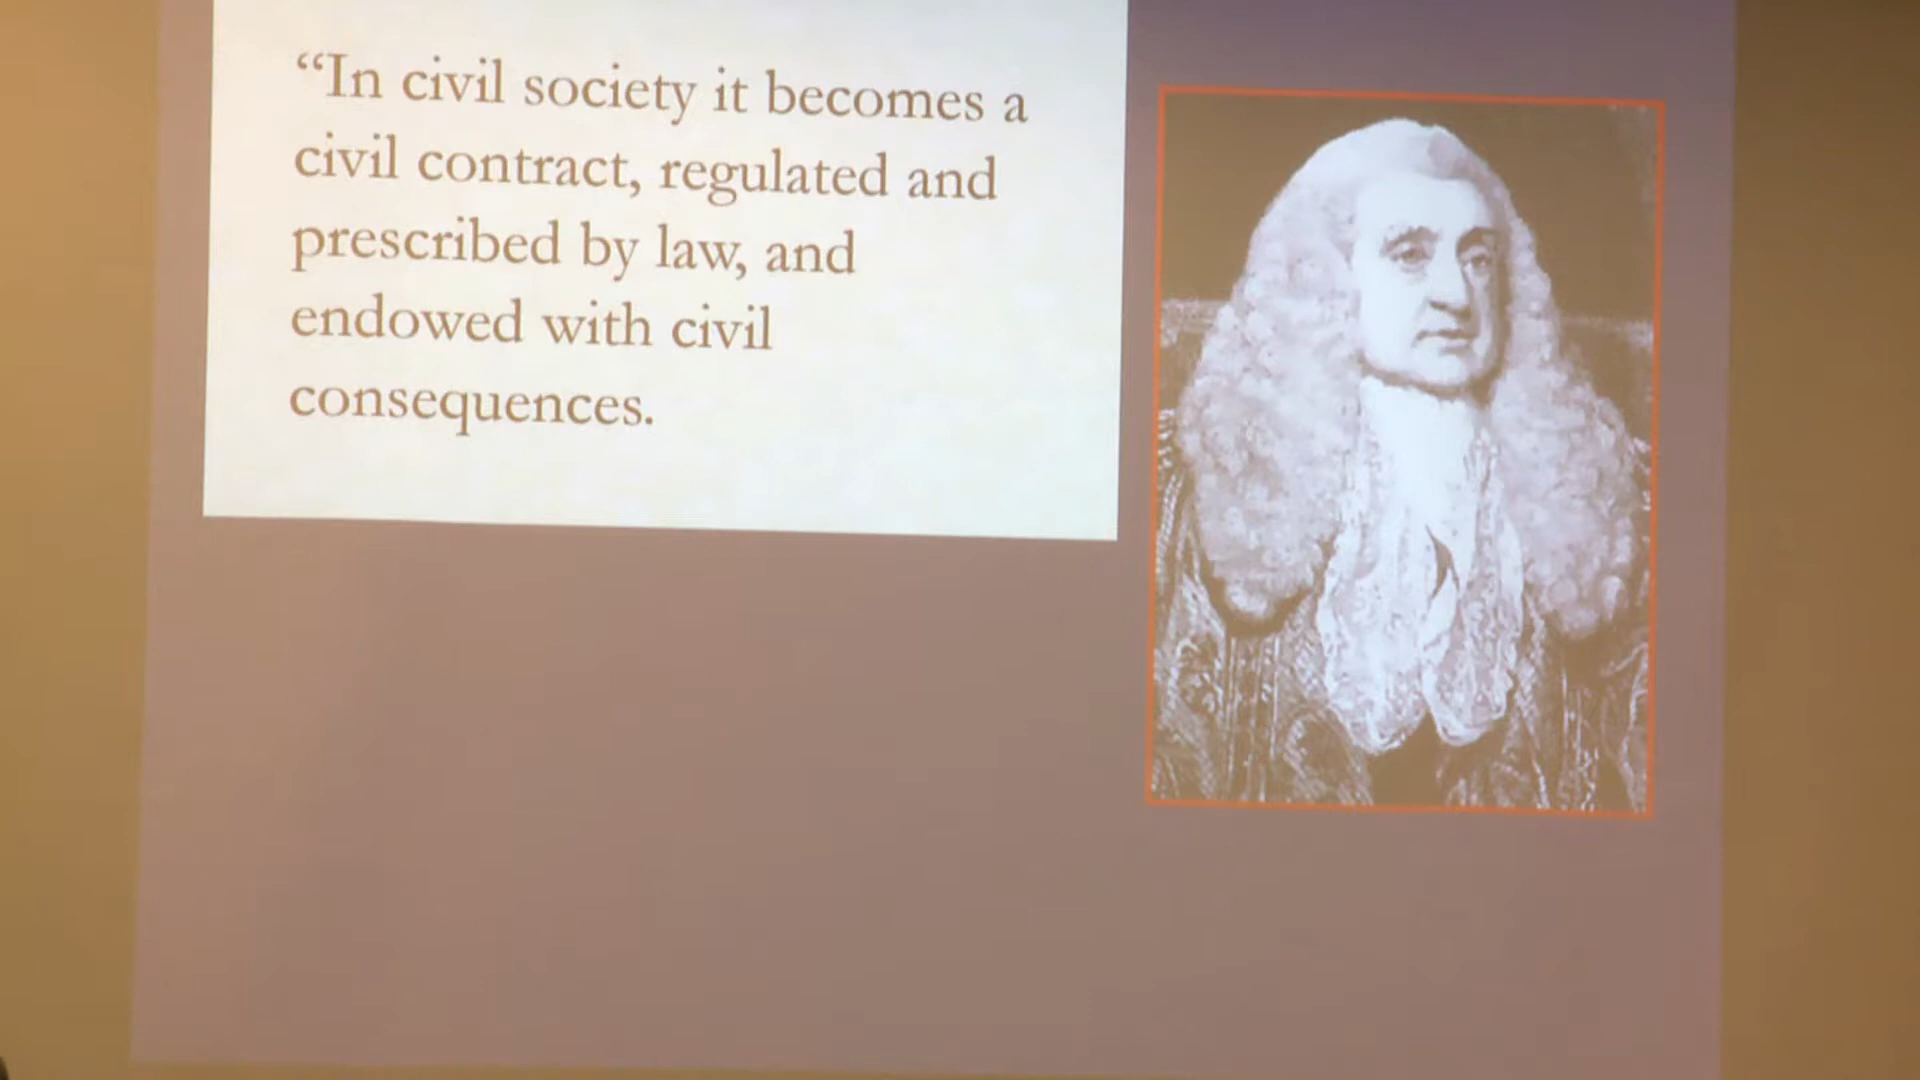 “In civil society it becomes a
civil contract, regulated and
prescribed by law, and
endowed with civil
consequences.